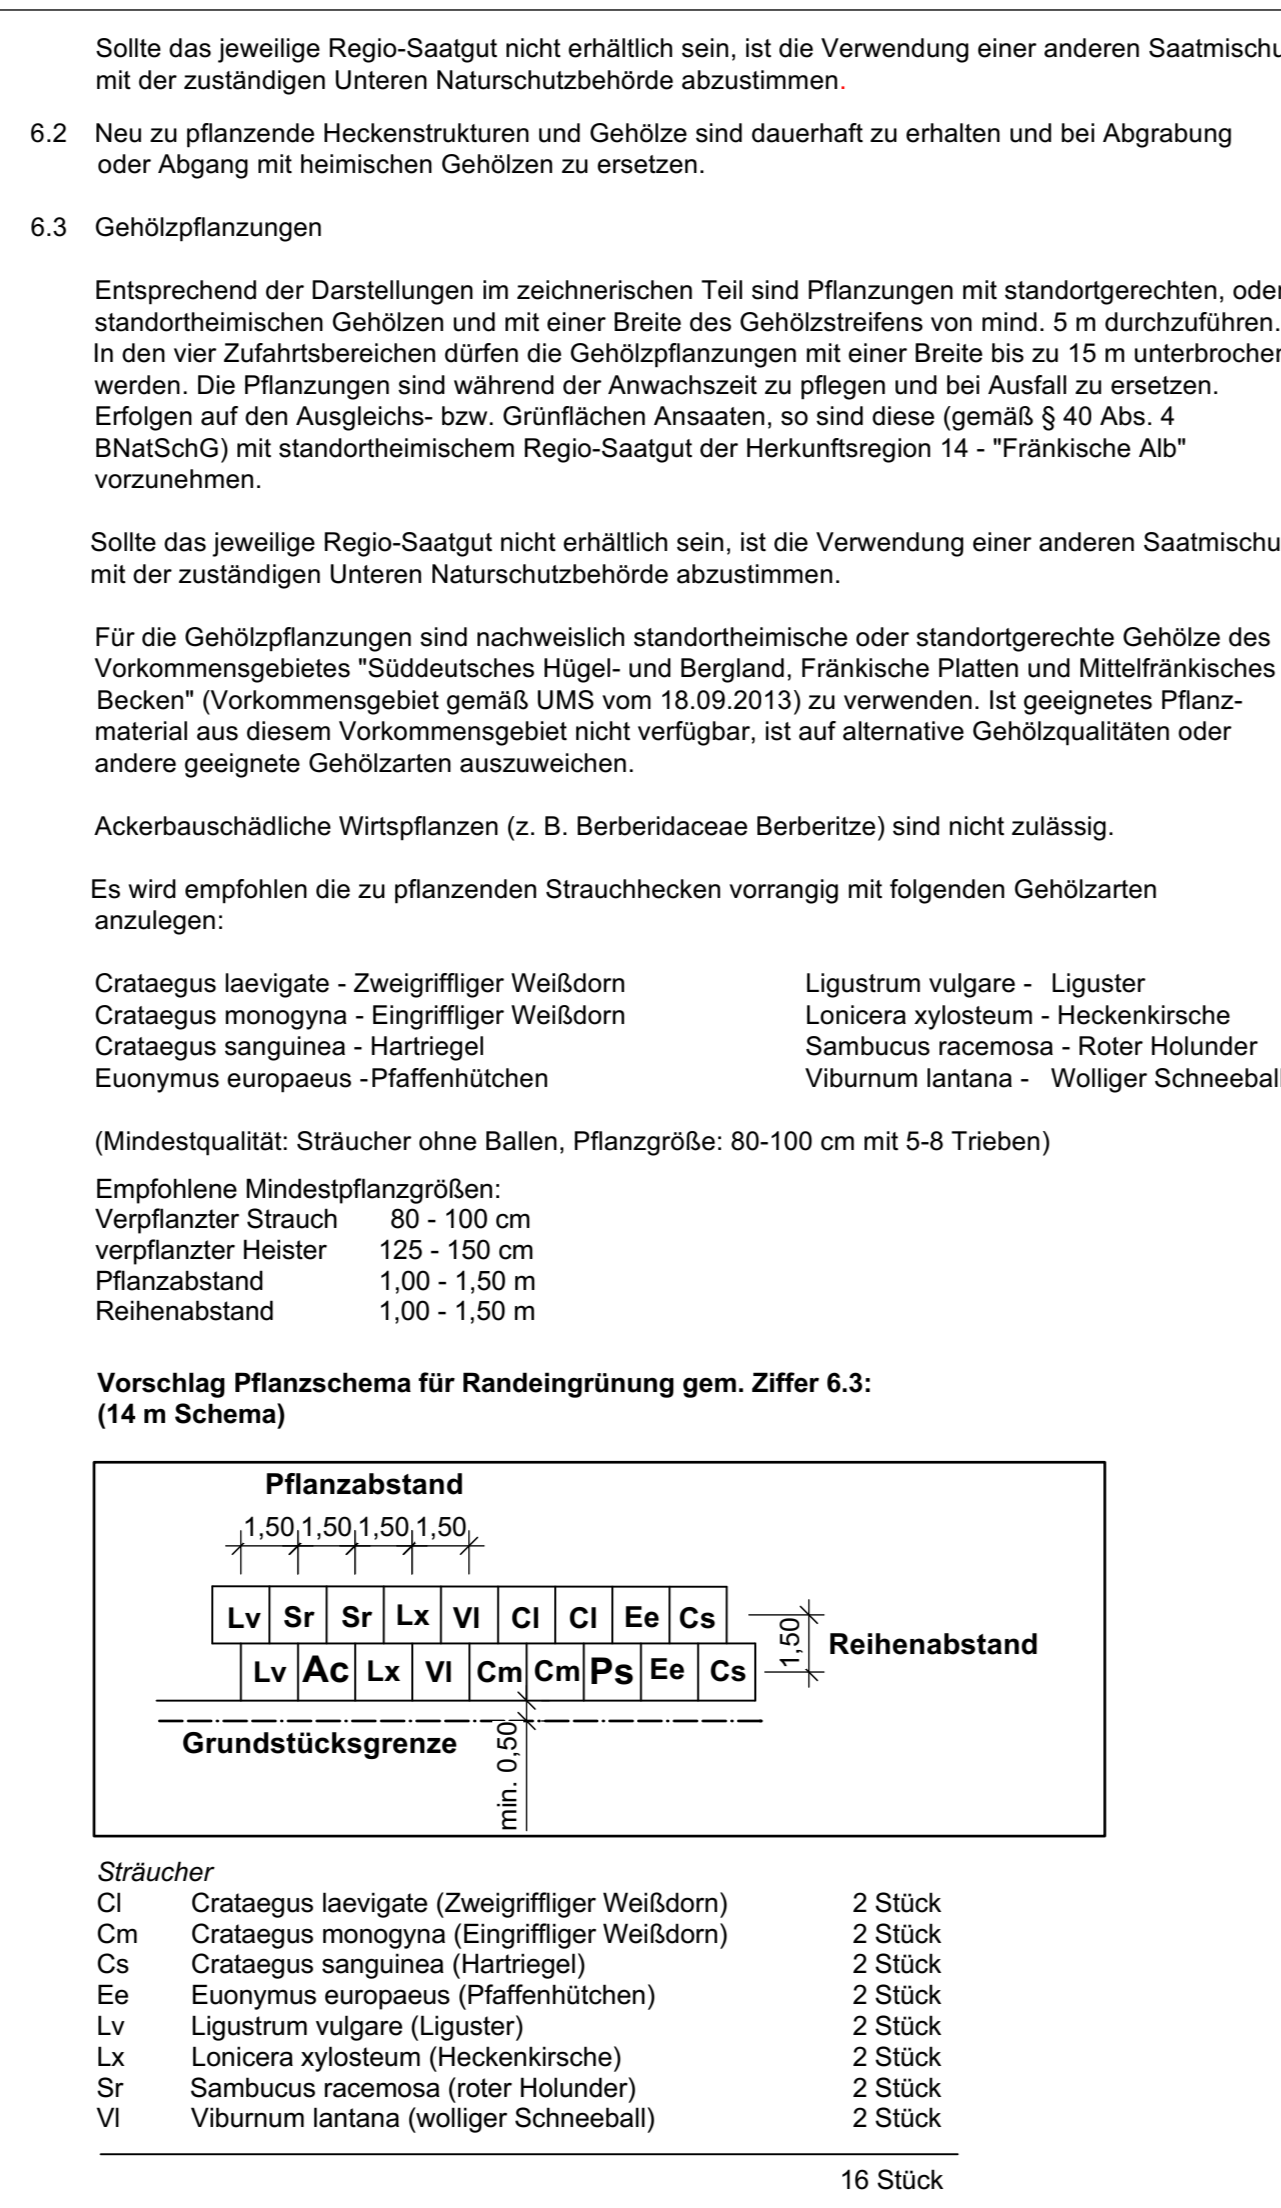 Sollte das jeweilige Regio-Saatgut nicht erhältlich sein, ist die Verwendung einer anderen
mit der zuständigen Unteren Naturschutzbehörde abzustimmen.
6.2 Neu zu pflanzende Heckenstrukturen und Gehölze sind dauerhaft zu erhalten und bei Abgrabung
oder Abgang mit heimischen Gehölzen zu ersetzen.
6.3 Gehölzpflanzungen
Entsprechend der Darstellungen im zeichnerischen Teil sind Pflanzungen mit standortgerechten, oder
standortheimischen Gehölzen und mit einer Breite des Gehölzstreifens von mind. 5 m durchzuführen.
In den vier Zufahrtsbereichen dürfen die Gehölzpflanzungen mit einer Breite bis zu 15 m unterbrochen
werden. Die Pflanzungen sind während der Anwachszeit zu pflegen und bei Ausfall zu ersetzen.
Erfolgen auf den Ausgleichs- bzw. Grünflächen Ansaaten, so sind diese (gemäß § 40 Abs. 4
BNatSchG) mit standortheimischem Regio-Saatgut der Herkunftsregion 14 - "Fränkische Alb"
vorzunehmen.
Sollte das jeweilige Regio-Saatgut nicht erhältlich sein, ist die Verwendung einer anderen
mit der zuständigen Unteren Naturschutzbehörde abzustimmen.
Für die Gehölzpflanzungen sind nachweislich standortheimische oder standortgerechte Gehölze des
Vorkommensgebietes "Süddeutsches Hügel- und Bergland, Fränkische Platten und Mittelfränkisches
Becken" (Vorkommensgebiet gemäß UMS vom 18.09.2013) zu verwenden. Ist geeignetes Pflanz-
material aus diesem Vorkommensgebiet nicht verfügbar, ist auf alternative Gehölzqualitäten oder
andere geeignete Gehölzarten auszuweichen.
Ackerbauschädliche Wirtspflanzen (z. B. Berberidaceae Berberitze) sind nicht zulässig.
Es wird empfohlen die zu pflanzenden Strauchhecken vorrangig mit folgenden Gehölzarten
anzulegen:
Crataegus laevigate - Zweigriffliger Weißdorn Ligustrum vulgare - Liguster
Crataegus monogyna - Eingriffliger Weißdorn Lonicera xylosteum - Heckenkirsche
Crataegus sanguinea - Hartriegel Sambucus racemosa - Roter Holunder
Euonymus europaeus - Pfaffenhütchen Viburnum lantana - Wolliger Schneeball
(Mindestqualität: Sträucher ohne Ballen, Pflanzgröße: 80-100 cm mit 5-8 Trieben)
Empfohlene Mindestpflanzgrößen:
Verpflanzter Strauch 80 - 100 cm
verpflanzter Heister 125 - 150 cm
Pflanzabstand 1,00 - 1,50 m
Reihenabstand 1,00 - 1,50 m
Vorschlag Pflanzschema für Randeingrünung gem. Ziffer 6.3:
(14 m Schema)
Pflanzabstand
1,50 1,50 1,50 1,50
Lv Sr Sr Lx Vl Cl Cl Ee Cs
1,50
Reihenabstand
Lv Ac Lx Vl Cm Cm Ps Ee Cs
Grundstücksgrenze
min. 0,50
Sträucher
Cl Crataegus laevigate (Zweigriffliger Weißdorn) 2 Stück
Cm Crataegus monogyna (Eingriffliger Weißdorn) 2 Stück
Cs Crataegus sanguinea (Hartriegel) 2 Stück
Ee Euonymus europaeus (Pfaffenhütchen) 2 Stück
Lv Ligustrum vulgare (Liguster) 2 Stück
Lx Lonicera xylosteum (Heckenkirsche) 2 Stück
Sr Sambucus racemosa (roter Holunder) 2 Stück
Vl Viburnum lantana (wolliger Schneeball) 2 Stück
16 Stück